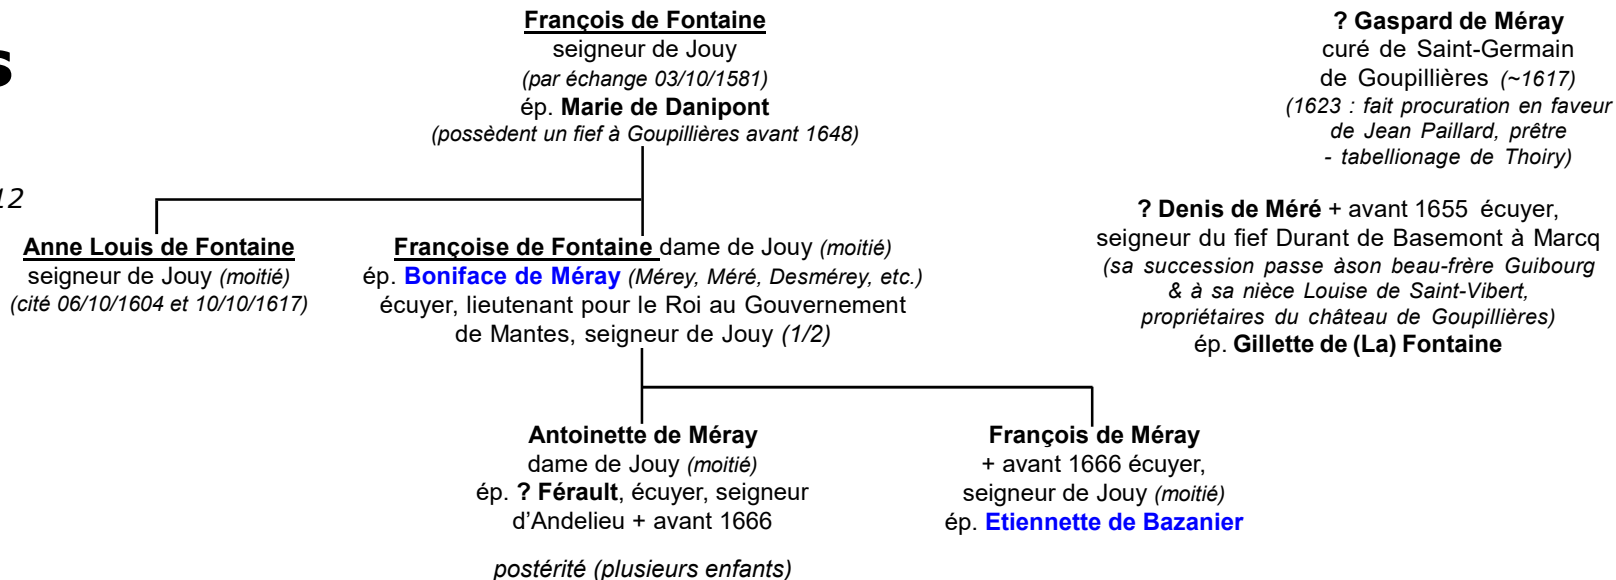 s
12
François de Fontaine
seigneur de Jouy
(par échange 03/10/1581)
ép. Marie de Danipont
(possèdent un fief à Goupillières avant 1648)
? Gaspard de Méray
curé de Saint-Germain
de Goupillières (~1617)
(1623 : fait procuration en faveur
de Jean Paillard, prêtre
- tabellionage de Thoiry)
Anne Louis de Fontaine
seigneur de Jouy (moitié)
(cité 06/10/1604 et 10/10/1617)
Françoise de Fontaine dame de Jouy (moitié)
ép. Boniface de Méray (Mérey, Méré, Desmérey, etc.)
écuyer, lieutenant pour le Roi au Gouvernement
de Mantes, seigneur de Jouy (1/2)
? Denis de Méré + avant 1655 écuyer,
seigneur du fief Durant de Basemont à Marcq
(sa succession passe àson beau-frère Guibourg
& à sa nièce Louise de Saint-Vibert,
propriétaires du château de Goupillières)
ép. Gillette de (La) Fontaine
Antoinette de Méray
dame de Jouy (moitié)
ép. ? Férault, écuyer, seigneur
d'Andelieu + avant 1666
postérité (plusieurs enfants)
François de Méray
+ avant 1666 écuyer,
seigneur de Jouy (moitié)
ép. Etiennette de Bazanier